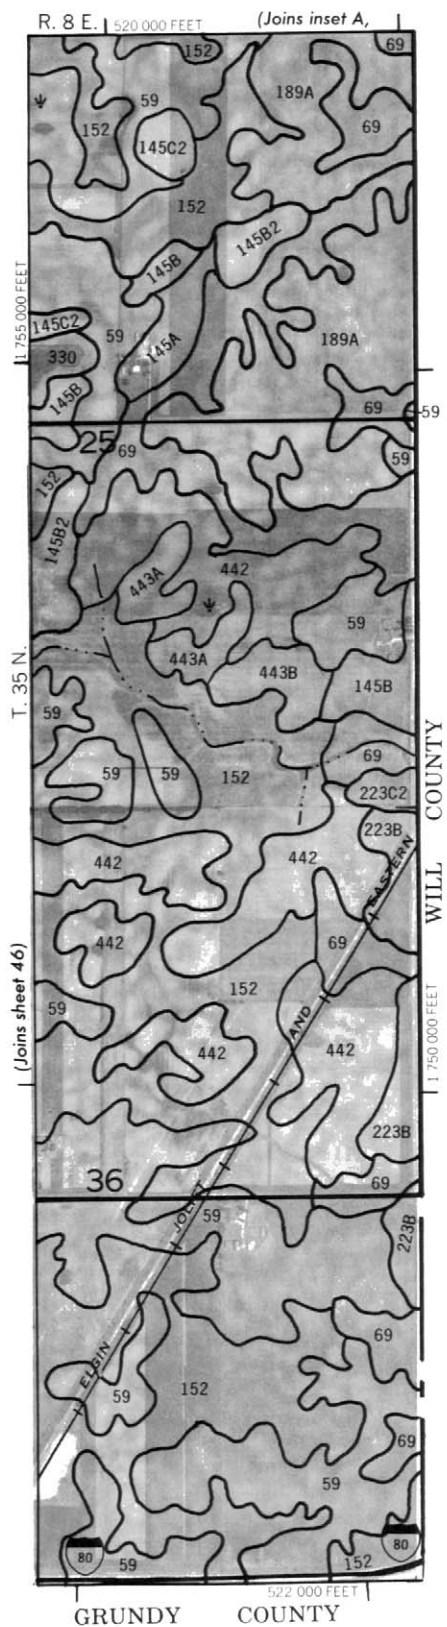 R. 8 E.
520 000 FEET
(Joins inset A,
152
69
59
189A
152
145C2
69
152
145B2
145B
1 755 000 FEET
145C2
59
189A
330
145A
145B
69
59
25
69
59
152
145B2
442
443A
59
443A
443B
T. 35 N.
145B
59
69
59
59
152
223C2
223B
442
442
EASTERN
WILL COUNTY
442
69
(Joins sheet 46)
152
59
AND
442
442
1 750 000 FEET
223B
36
69
JOLIET
59
223B
69
ELGIN
59
152
69
59
80
80
59
152
522 000 FEET
GRUNDY COUNTY